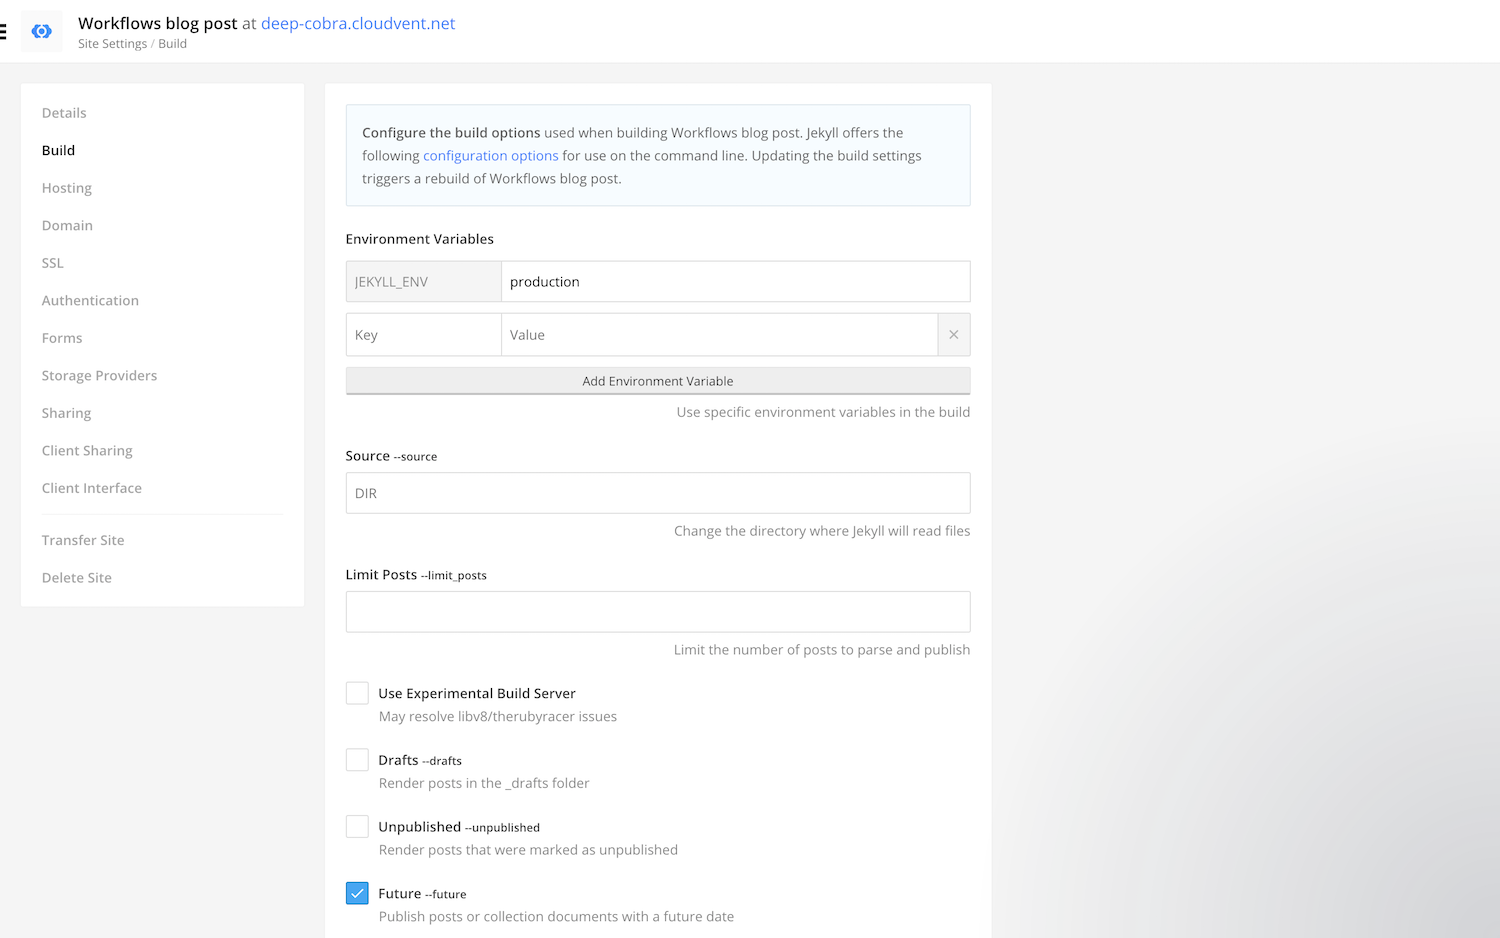 Workflows blog post at deep-cobra.cloudvent.net
Site Settings / Build
Details
Build
Hosting
Domain
SSL
Authentication
Forms
Storage Providers
Sharing
Client Sharing
Client Interface
Transfer Site
Delete Site
Configure the build options used when building Workflows blog post. Jekyll offers the
following configuration options for use on the command line. Updating the build settings
triggers a rebuild of Workflows blog post.
Environment Variables
JEKYLL_ENV production
Key Value
Add Environment Variable
Use specific environment variables in the build
Source --source
DIR
Change the directory where Jekyll will read files
Limit Posts --limit_posts
Limit the number of posts to parse and publish
Use Experimental Build Server
May resolve libv8/therubyracer issues
Drafts --drafts
Render posts in the _drafts folder
Unpublished --unpublished
Render posts that were marked as unpublished
Future --future
Publish posts or collection documents with a future date